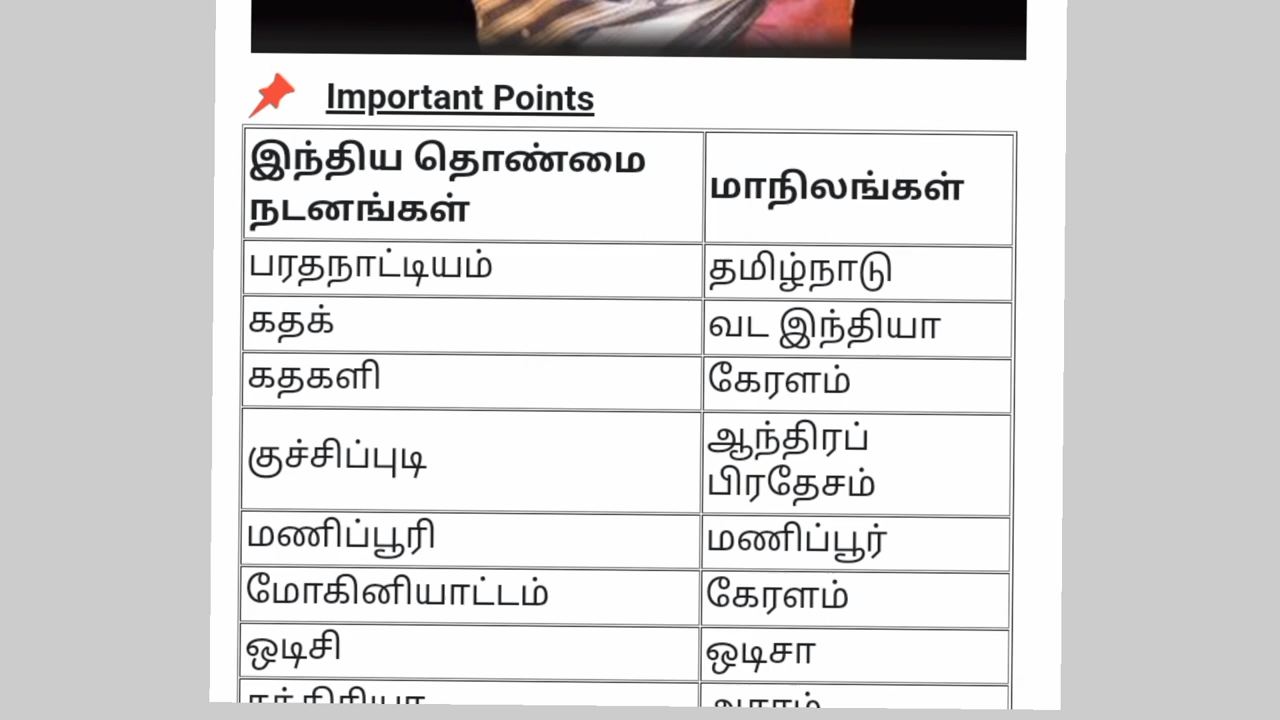 Important Points
இந்திய தொண்மை
நடனங்கள்
மாநிலங்கள்
பரதநாட்டியம்
தமிழ்நாடு
கதக்
வட இந்தியா
கதகளி
கேரளம்
குச்சிப்புடி
ஆந்திரப்
பிரதேசம்
மணிப்பூரி
மணிப்பூர்
மோகினியாட்டம்
கேரளம்
ஒடிசி
ஒடிசா